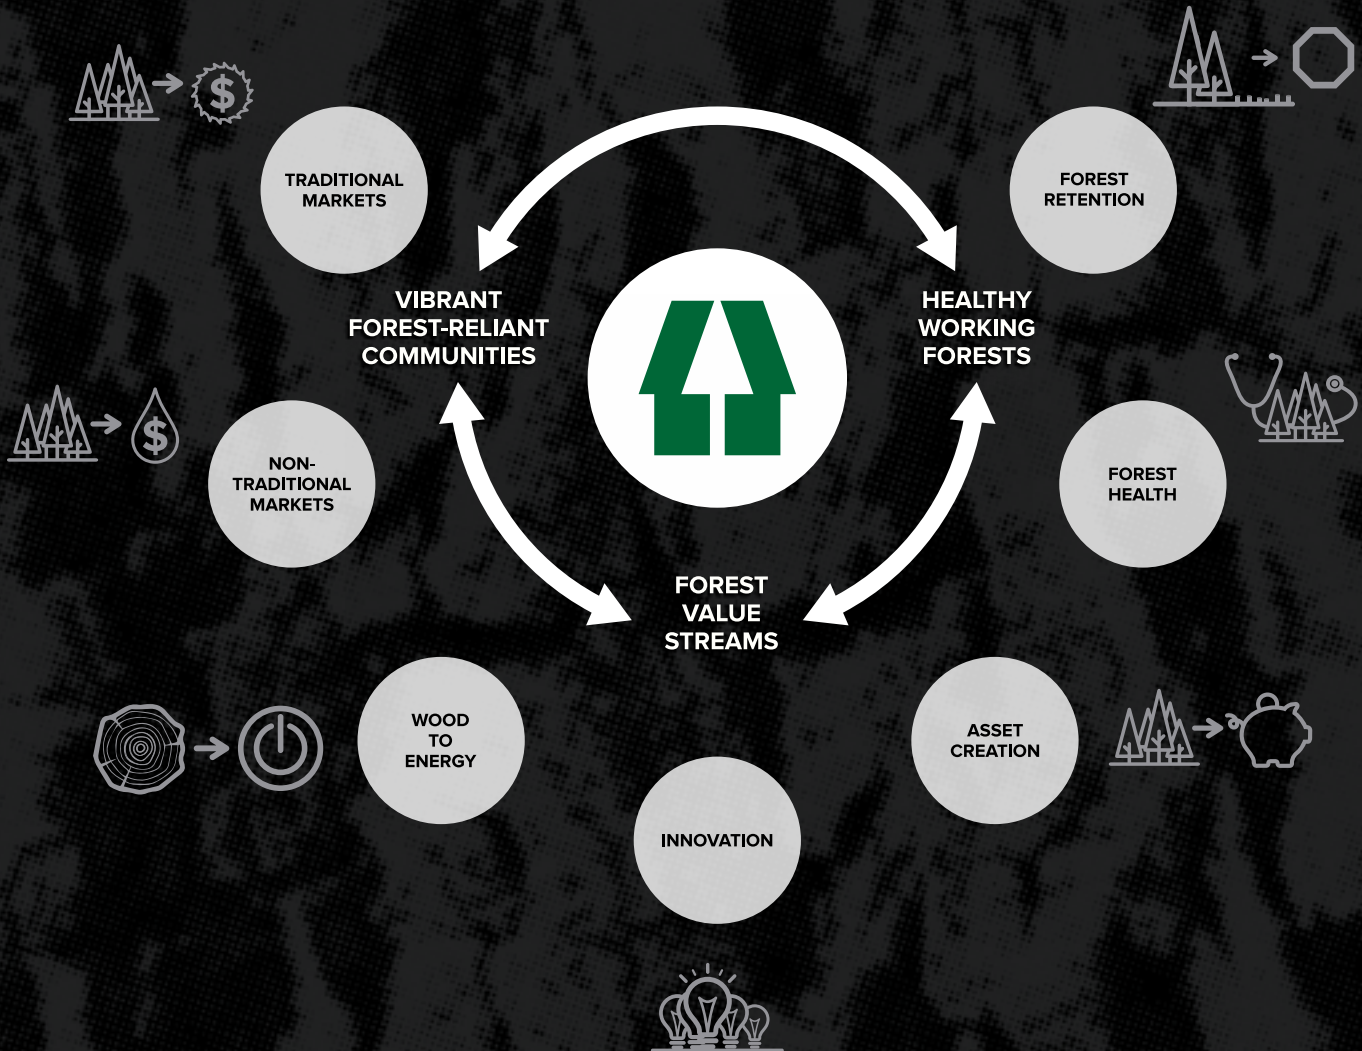 TRADITIONAL
MARKETS
FOREST
RETENTION
VIBRANT
FOREST-RELIANT
COMMUNITIES
HEALTHY
WORKING
FORESTS
$
$
NON-
TRADITIONAL
MARKETS
FOREST
HEALTH
FOREST
VALUE
STREAMS
WOOD
TO
ENERGY
ASSET
CREATION
INNOVATION